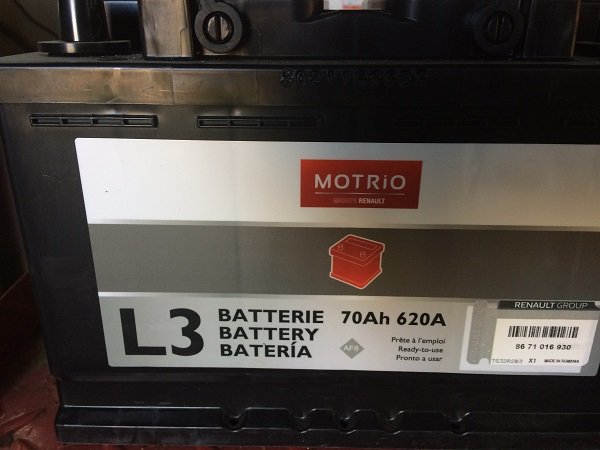 MOTRiO
GROUPE RENAULT
L3
BATTERIE
BATTERY
BATERÍA
70Ah 620A
AFB
Prête à l'emploi
Ready-to-use
Pronto a usar
RENAULT GROUP
86 71 016 930
X1 MADE IN ROMANIA